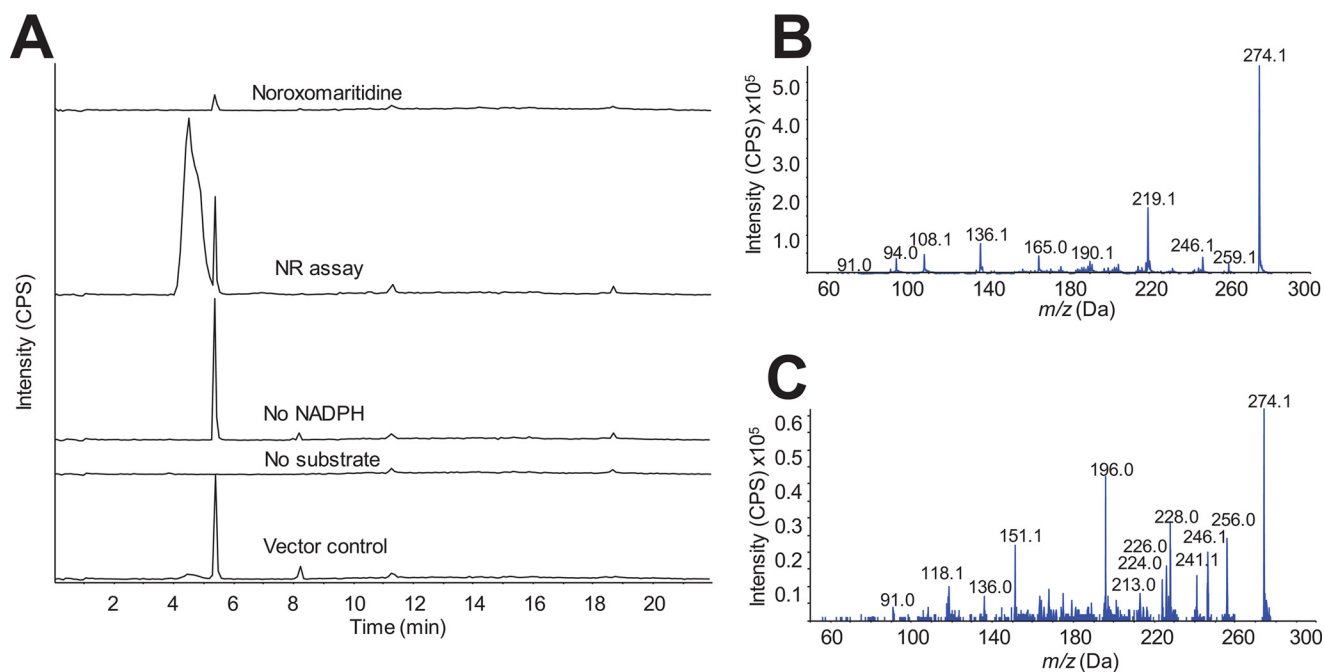 A
Noroxomaritidine
NR assay
No NADPH
No substrate
Vector control
Intensity (CPS)
2 4 6 8 10 12 14 16 18 20
Time (min)
B
Intensity (CPS) x10⁵
5.0
4.0
3.0
2.0
1.0
274.1
219.1
136.1
108.1
94.0
91.0
165.0
190.1
246.1
259.1
60 100 140 180 220 260 300
m/z (Da)
C
Intensity (CPS) x10⁵
0.6
0.5
0.4
0.3
0.2
0.1
274.1
196.0
228.0
256.0
151.1
226.0
246.1
224.0
241.1
118.1
136.0
213.0
91.0
60 100 140 180 220 260 300
m/z (Da)